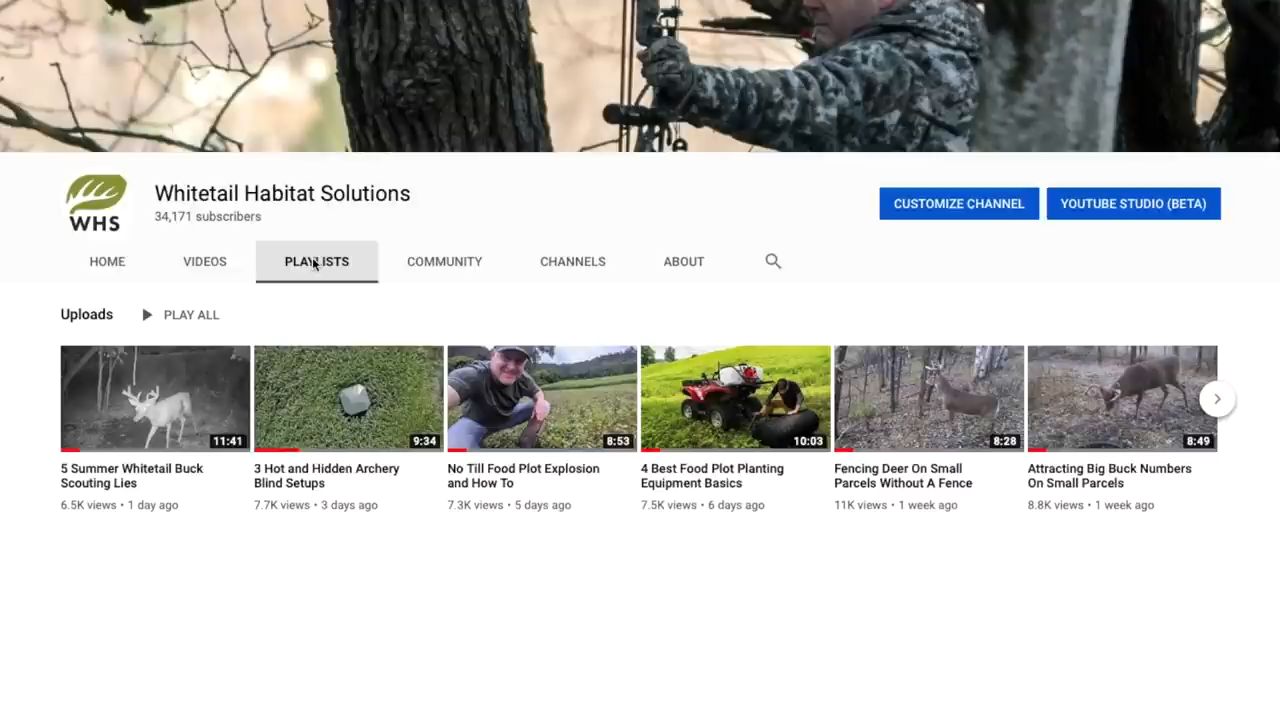 WHS
Whitetail Habitat Solutions
34,171 subscribers
CUSTOMIZE CHANNEL
YOUTUBE STUDIO (BETA)
HOME
VIDEOS
PLAYLISTS
COMMUNITY
CHANNELS
ABOUT
Uploads
PLAY ALL
11:41
9:34
8:53
10:03
8:28
8:49
5 Summer Whitetail Buck
Scouting Lies
6.5K views • 1 day ago
3 Hot and Hidden Archery
Blind Setups
7.7K views • 3 days ago
No Till Food Plot Explosion
and How To
7.3K views • 5 days ago
4 Best Food Plot Planting
Equipment Basics
7.5K views • 6 days ago
Fencing Deer On Small
Parcels Without A Fence
11K views • 1 week ago
Attracting Big Buck Numbers
On Small Parcels
8.8K views • 1 week ago